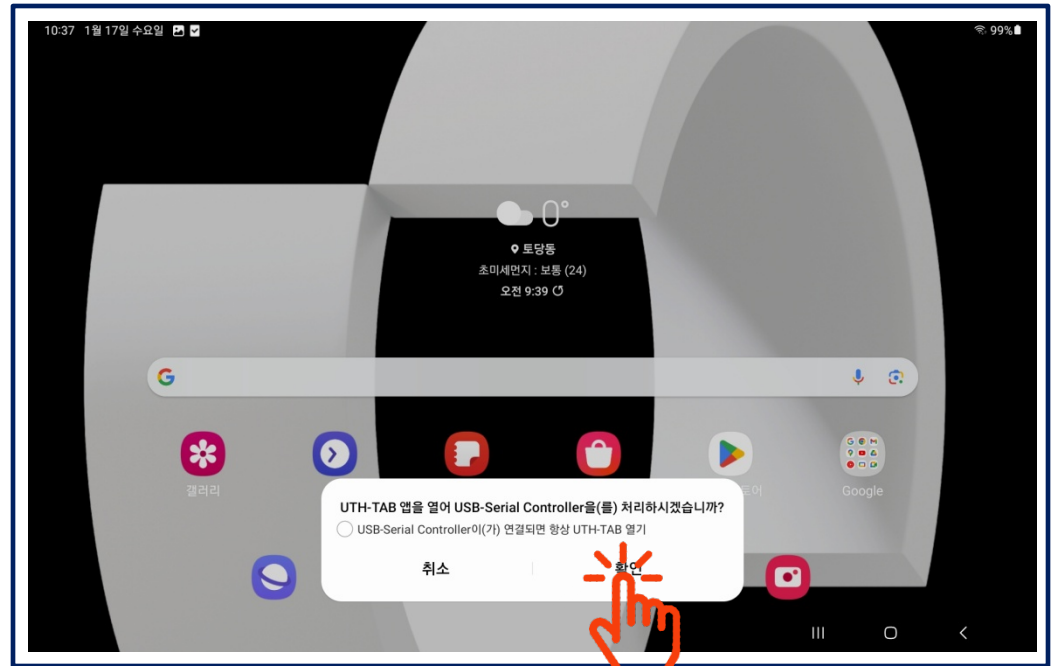 10:37 1월 17일 수요일
99%
0°
토당동
초미세먼지 : 보통 (24)
오전 9:39
G
갤러리
토어
Google
UTH-TAB 앱을 열어 USB-Serial Controller을(를) 처리하시겠습니까?
USB-Serial Controller이(가) 연결되면 항상 UTH-TAB 열기
취소
확인